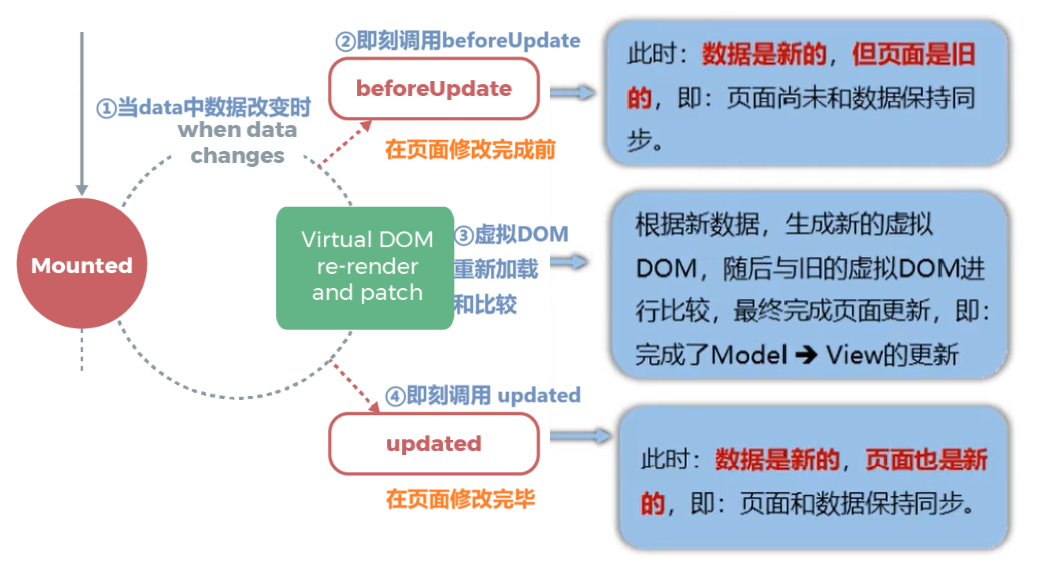 ②即刻调用beforeUpdate
beforeUpdate
在页面修改完成前
此时：数据是新的，但页面是旧
的，即：页面尚未和数据保持同
步。
①当data中数据改变时
when data
changes
Mounted
Virtual DOM
re-render
and patch
③虚拟DOM
重新加载
和比较
根据新数据，生成新的虚拟
DOM，随后与旧的虚拟DOM进
行比较，最终完成页面更新，即：
完成了Model ➔ View的更新
④即刻调用 updated
updated
在页面修改完毕
此时：数据是新的，页面也是新
的，即：页面和数据保持同步。